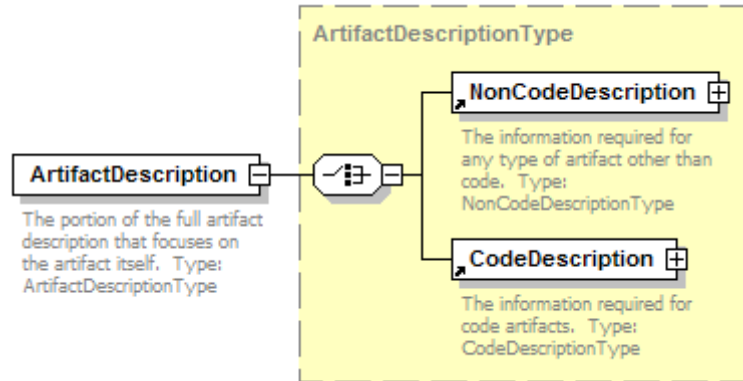 ArtifactDescriptionType
NonCodeDescription
The information required for
any type of artifact other than
code. Type:
NonCodeDescriptionType
ArtifactDescription
The portion of the full artifact
description that focuses on
the artifact itself. Type:
ArtifactDescriptionType
CodeDescription
The information required for
code artifacts. Type:
CodeDescriptionType